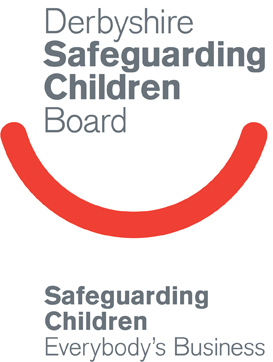 Derbyshire
Safeguarding
Children
Board
Safeguarding
Children
Everybody's Business